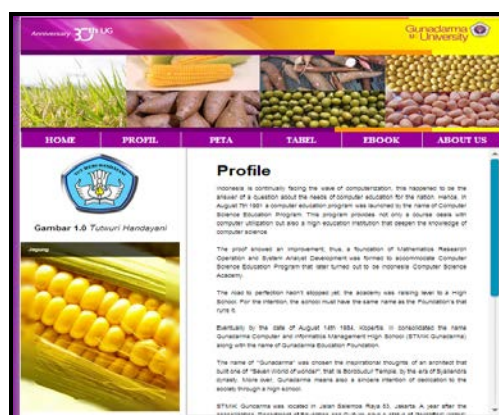 Anniversary 30th UG
Gunadarma
University
HOME PROFIL PETA TABEL EBOOK ABOUT US
TUT WURI HANDAYANI
Gambar 1.0 Tutwuri Handayani
Jagung
Profile
Indonesia is continually facing the wave of computerization, this happened to be the
answer of a question about the needs of computer education for the nation. Hence, in
August 7th 1981 a computer education program was launched by the name of Computer
Science Education Program. This program provides not only a course deals with
computer utilization but also a high education institution that deepen the knowledge of
computer science.
The proof showed an improvement, thus, a foundation of Mathematics Research
Operation and System Analyst Development was formed to accommodate Computer
Science Education Program that later turned out to be Indonesia Computer Science
Academy.
The road to perfection hadn't stopped yet, the academy was raising level to a High
School. For the intention, the school must have the same name as the Foundation's that
runs it.
Eventually by the date of August 14th 1984, Kopertis III consolidated the name
Gunadarma Computer and Informatics Management High School (STMIK Gunadarma)
along with the name of Gunadarma Education Foundation.
The name of "Gunadarma" was chosen the inspirational thoughts of an architect that
built one of "Seven World of wonder", that is Borobudur Temple, by the era of Syailendra
dynasty. More over, Gunadarma means also a sincere intention of dedication to the
society through a high school.
STMIK Gunadarma was located in Jalan Salemba Raya 53, Jakarta. A year after the